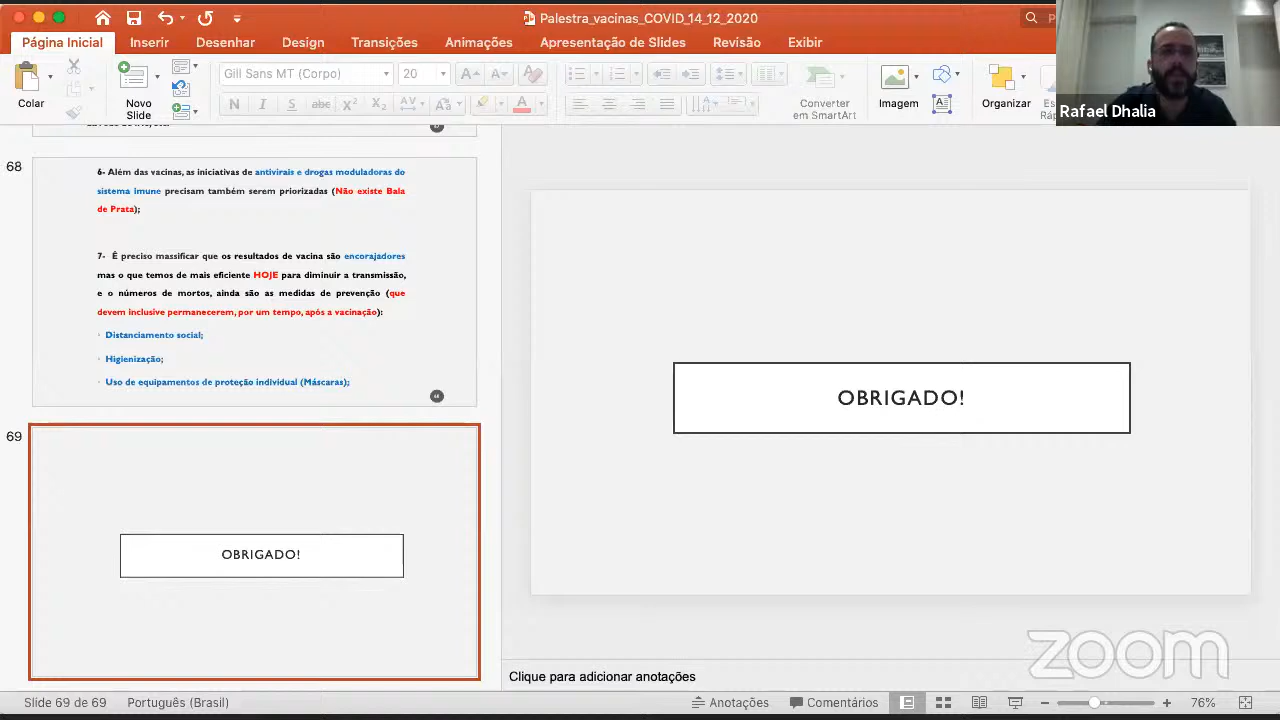 Palestra_vacinas_COVID_14_12_2020
Página Inicial Inserir Desenhar Design Transições Animações Apresentação de Slides Revisão Exibir
Gill Sans MT (Corpo) 20
Colar Novo Slide
N I S abc X² X₂ AV Aa A
Converter em SmartArt
Imagem
Organizar
Rafael Dhalia
68
6- Além das vacinas, as iniciativas de antivirais e drogas moduladoras do
sistema imune precisam também serem priorizadas (Não existe Bala
de Prata);
7- É preciso massificar que os resultados de vacina são encorajadores
mas o que temos de mais eficiente HOJE para diminuir a transmissão,
e o números de mortos, ainda são as medidas de prevenção (que
devem inclusive permanecerem, por um tempo, após a vacinação):
· Distanciamento social;
· Higienização;
· Uso de equipamentos de proteção individual (Máscaras);
69
OBRIGADO!
OBRIGADO!
zoom
Clique para adicionar anotações
Slide 69 de 69 Português (Brasil) Anotações Comentários 76%